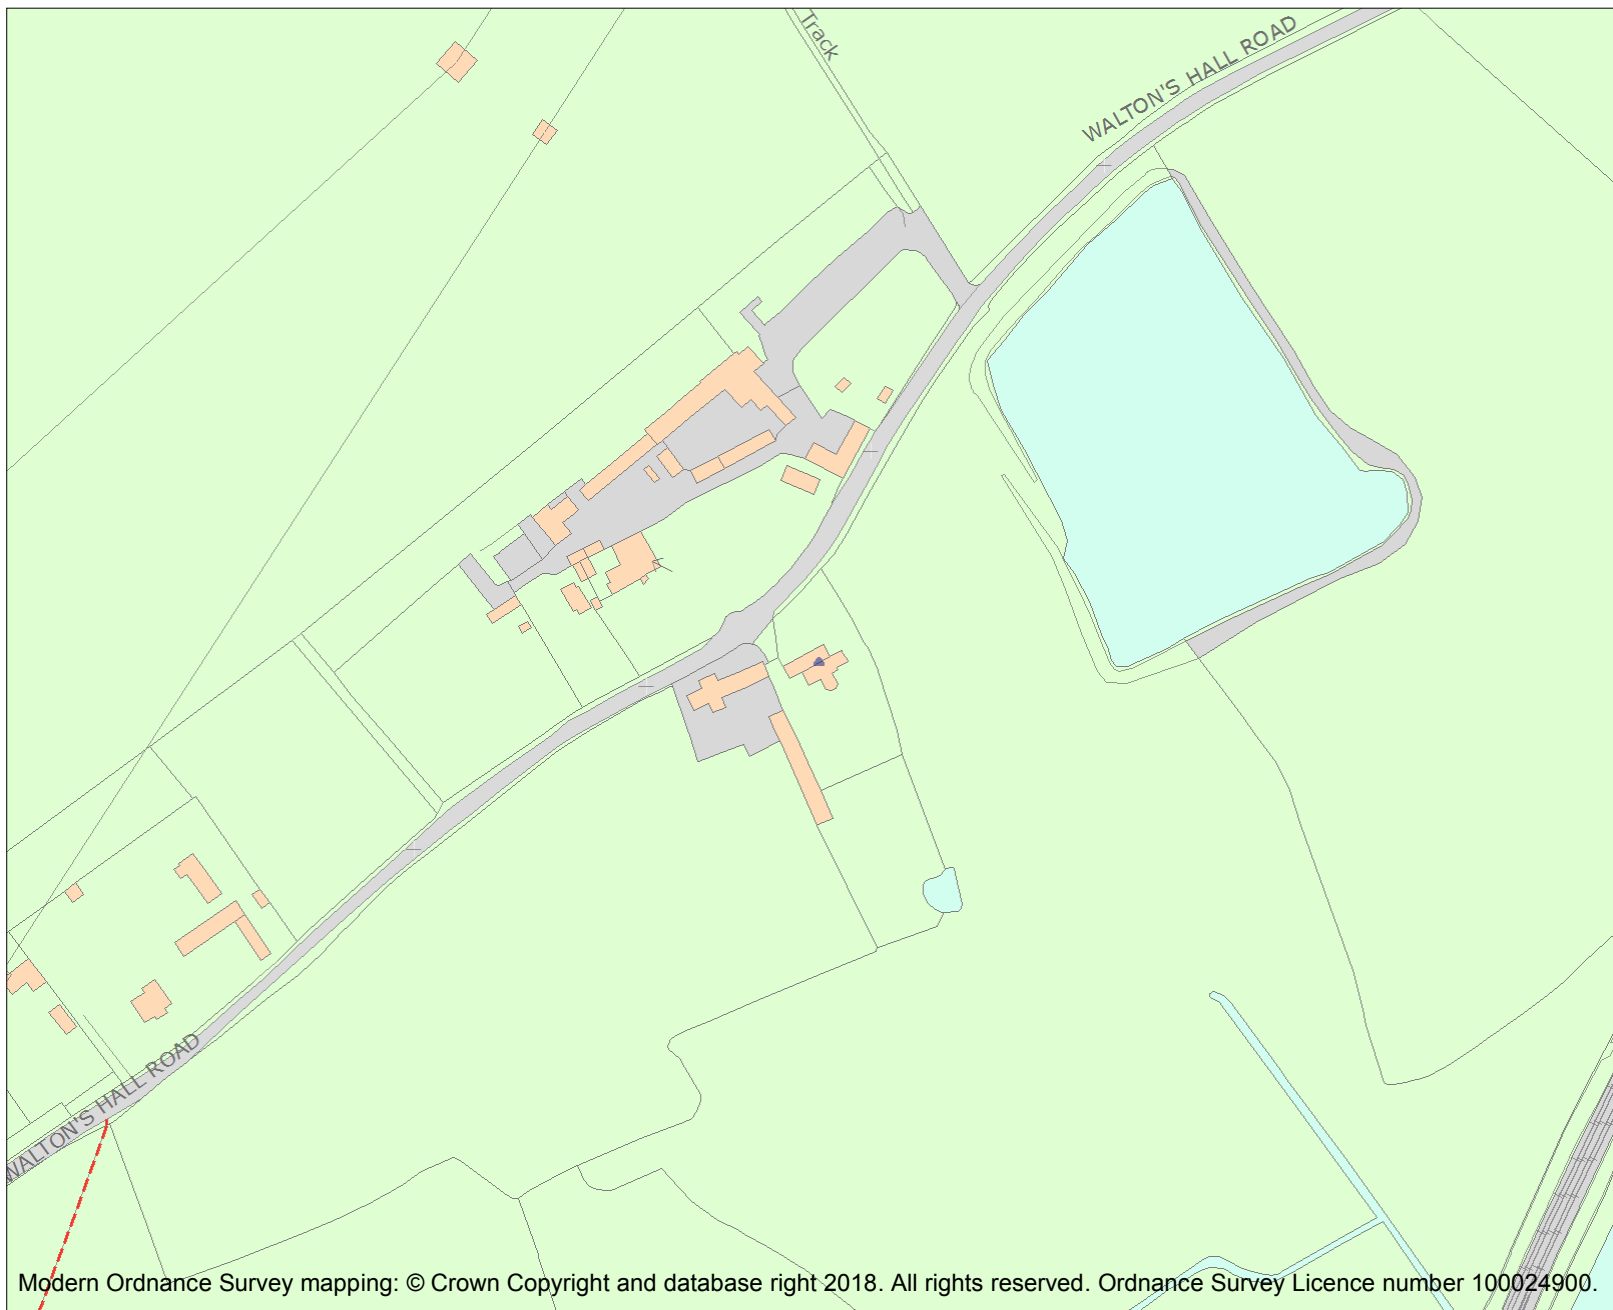 Track
WALTON'S HALL ROAD
WALTON'S HALL ROAD
Modern Ordnance Survey mapping: © Crown Copyright and database right 2018. All rights reserved. Ordnance Survey Licence number 100024900.